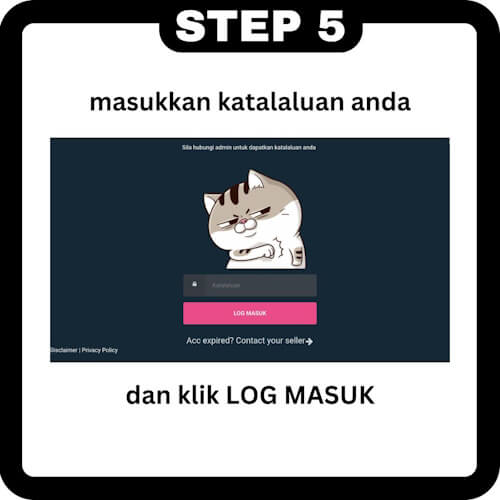 STEP 5
masukkan katalaluan anda
Sila hubungi admin untuk dapatkan katalaluan anda
Katalaluan
LOG MASUK
Acc expired? Contact your seller
Disclaimer | Privacy Policy
dan klik LOG MASUK